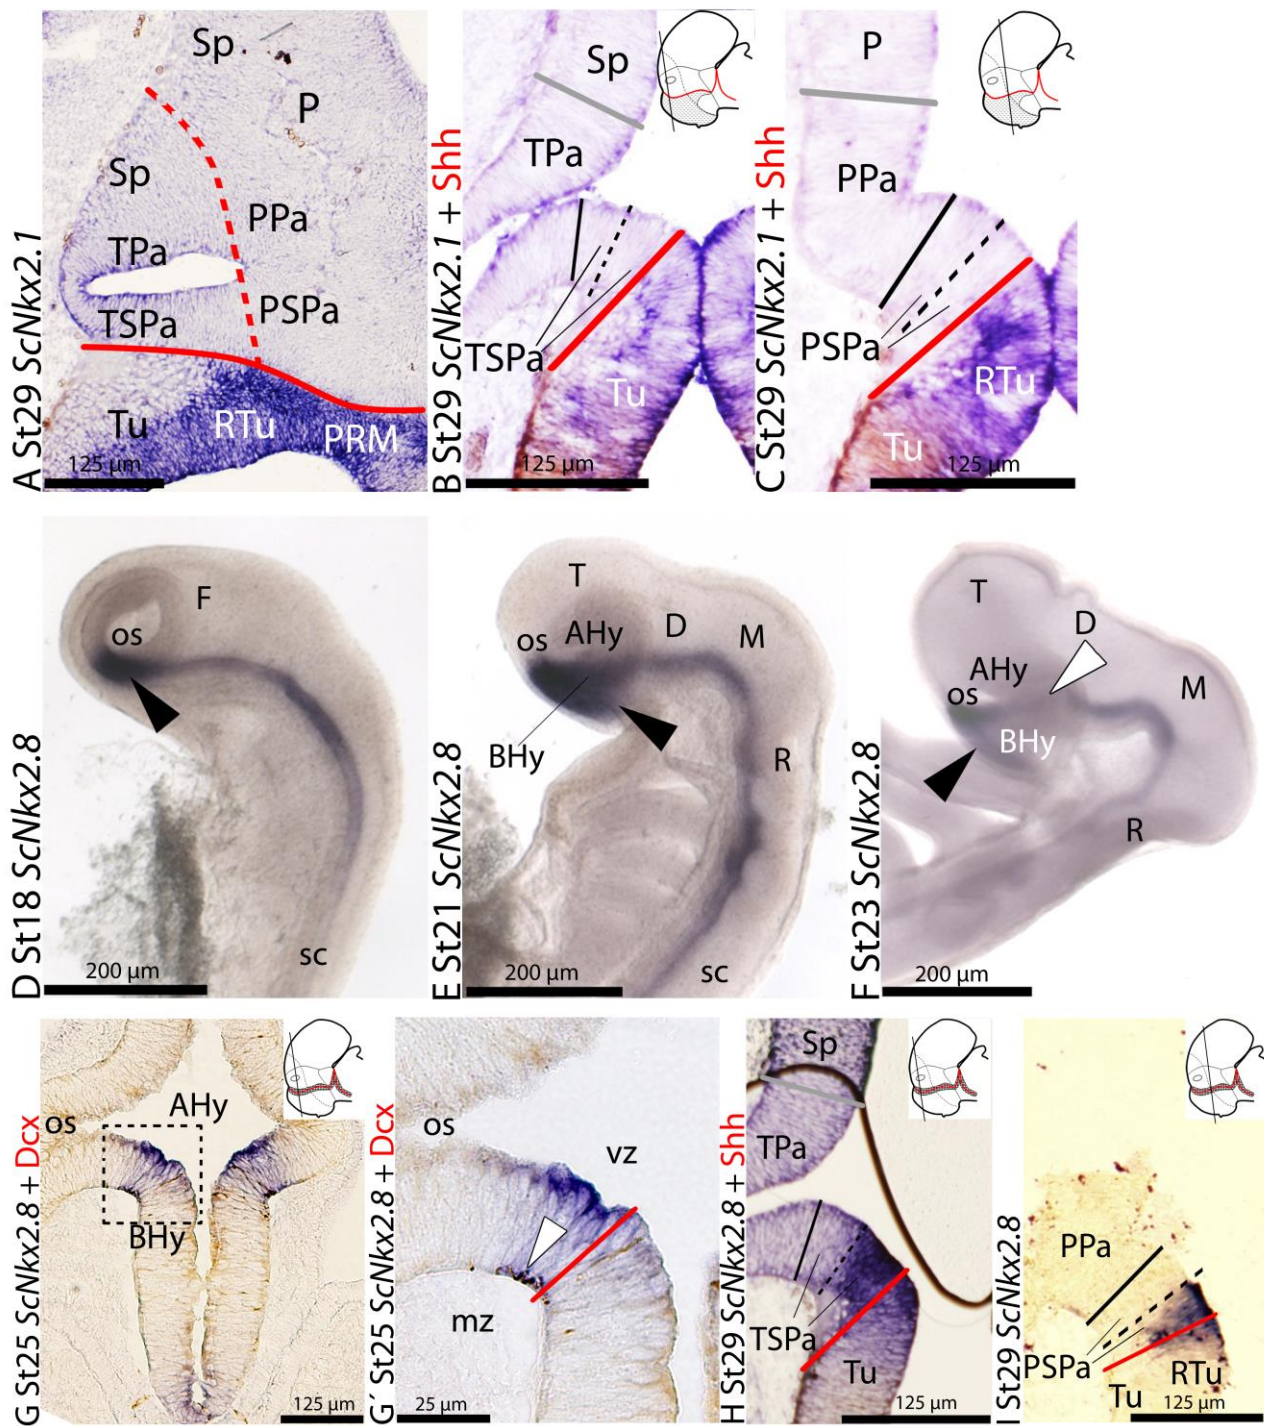 A St29 ScNkx2.1
Sp
P
Sp
PPa
TPa
TSPa
PSPa
Tu
RTu
PRM
125 µm
B St29 ScNkx2.1 + Shh
Sp
TPa
TSPa
Tu
125 µm
C St29 ScNkx2.1 + Shh
P
PPa
PSPa
RTu
Tu
125 µm
D St18 ScNkx2.8
F
os
sc
200 µm
E St21 ScNkx2.8
T
AHy
D
M
os
BHy
R
sc
200 µm
F St23 ScNkx2.8
T
D
AHy
M
os
BHy
R
200 µm
G St25 ScNkx2.8 + Dcx
AHy
os
BHy
125 µm
G´ St25 ScNkx2.8 + Dcx
os
vz
mz
25 µm
H St29 ScNkx2.8 + Shh
Sp
TPa
TSPa
Tu
125 µm
I St29 ScNkx2.8
PPa
PSPa
RTu
Tu
125 µm